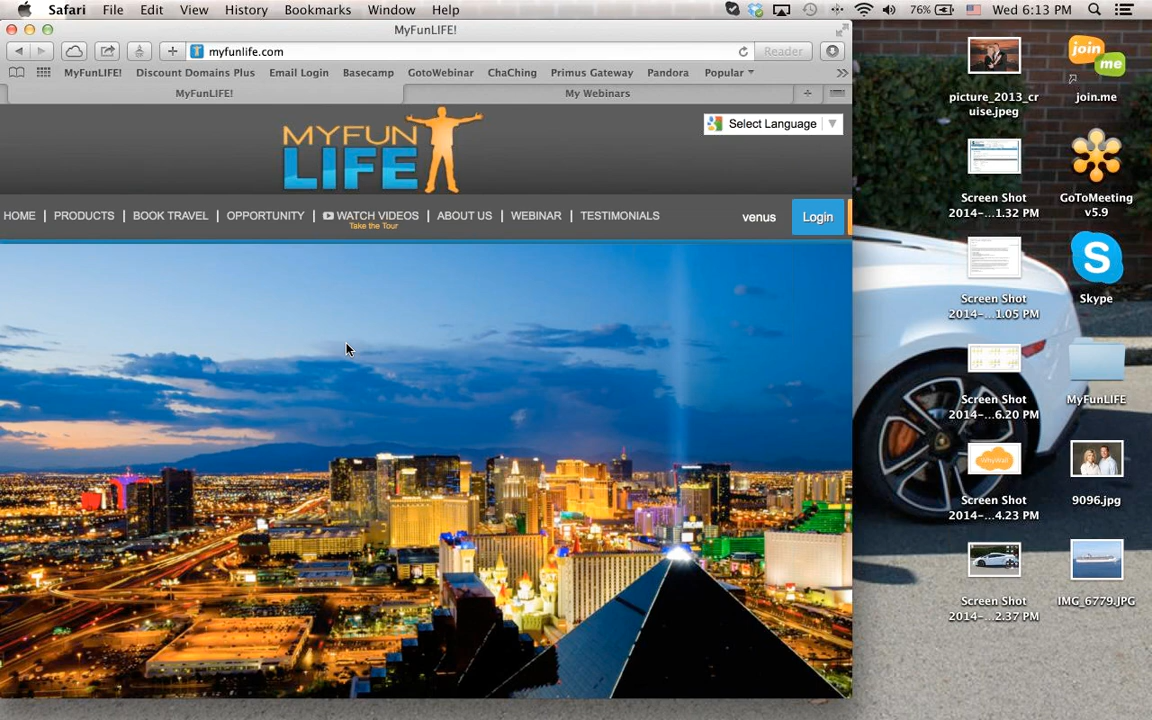 Safari File Edit View History Bookmarks Window Help 76% Wed 6:13 PM
MyFunLIFE!
myfunlife.com Reader
MyFunLIFE! Discount Domains Plus Email Login Basecamp GotoWebinar ChaChing Primus Gateway Pandora Popular
MyFunLIFE! My Webinars
MYFUN
LIFE
Select Language
HOME PRODUCTS BOOK TRAVEL OPPORTUNITY WATCH VIDEOS ABOUT US WEBINAR TESTIMONIALS venus Login
Take the Tour
picture_2013_cr
uise.jpeg
join
me
join.me
Screen Shot
2014-...1.32 PM
GoToMeeting
v5.9
Screen Shot
2014-...1.05 PM
S
Skype
Screen Shot
2014-...6.20 PM
MyFunLIFE
Screen Shot
2014-...4.23 PM
9096.jpg
Screen Shot
2014-...2.37 PM
IMG_6779.JPG